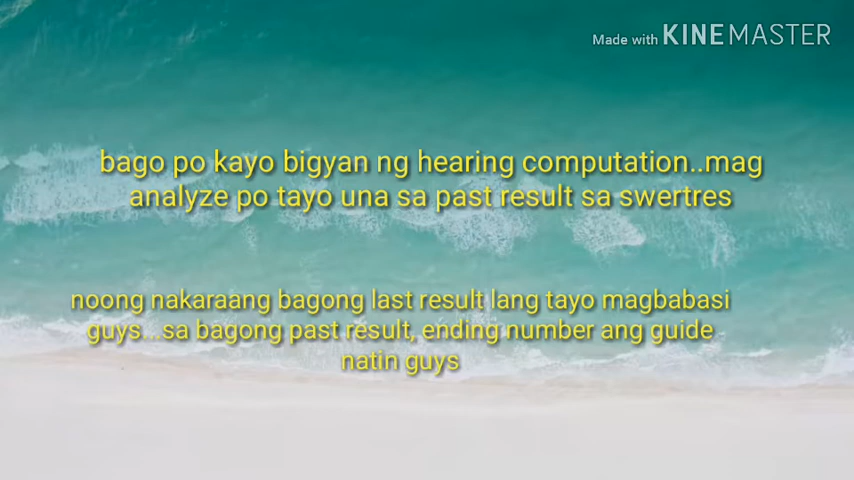 Made with KINEMASTER
bago po kayo bigyan ng hearing computation..mag
analyze po tayo una sa past result sa swertres
noong nakaraang bagong last result lang tayo magbabasi
guys...sa bagong past result, ending number ang guide
natin guys